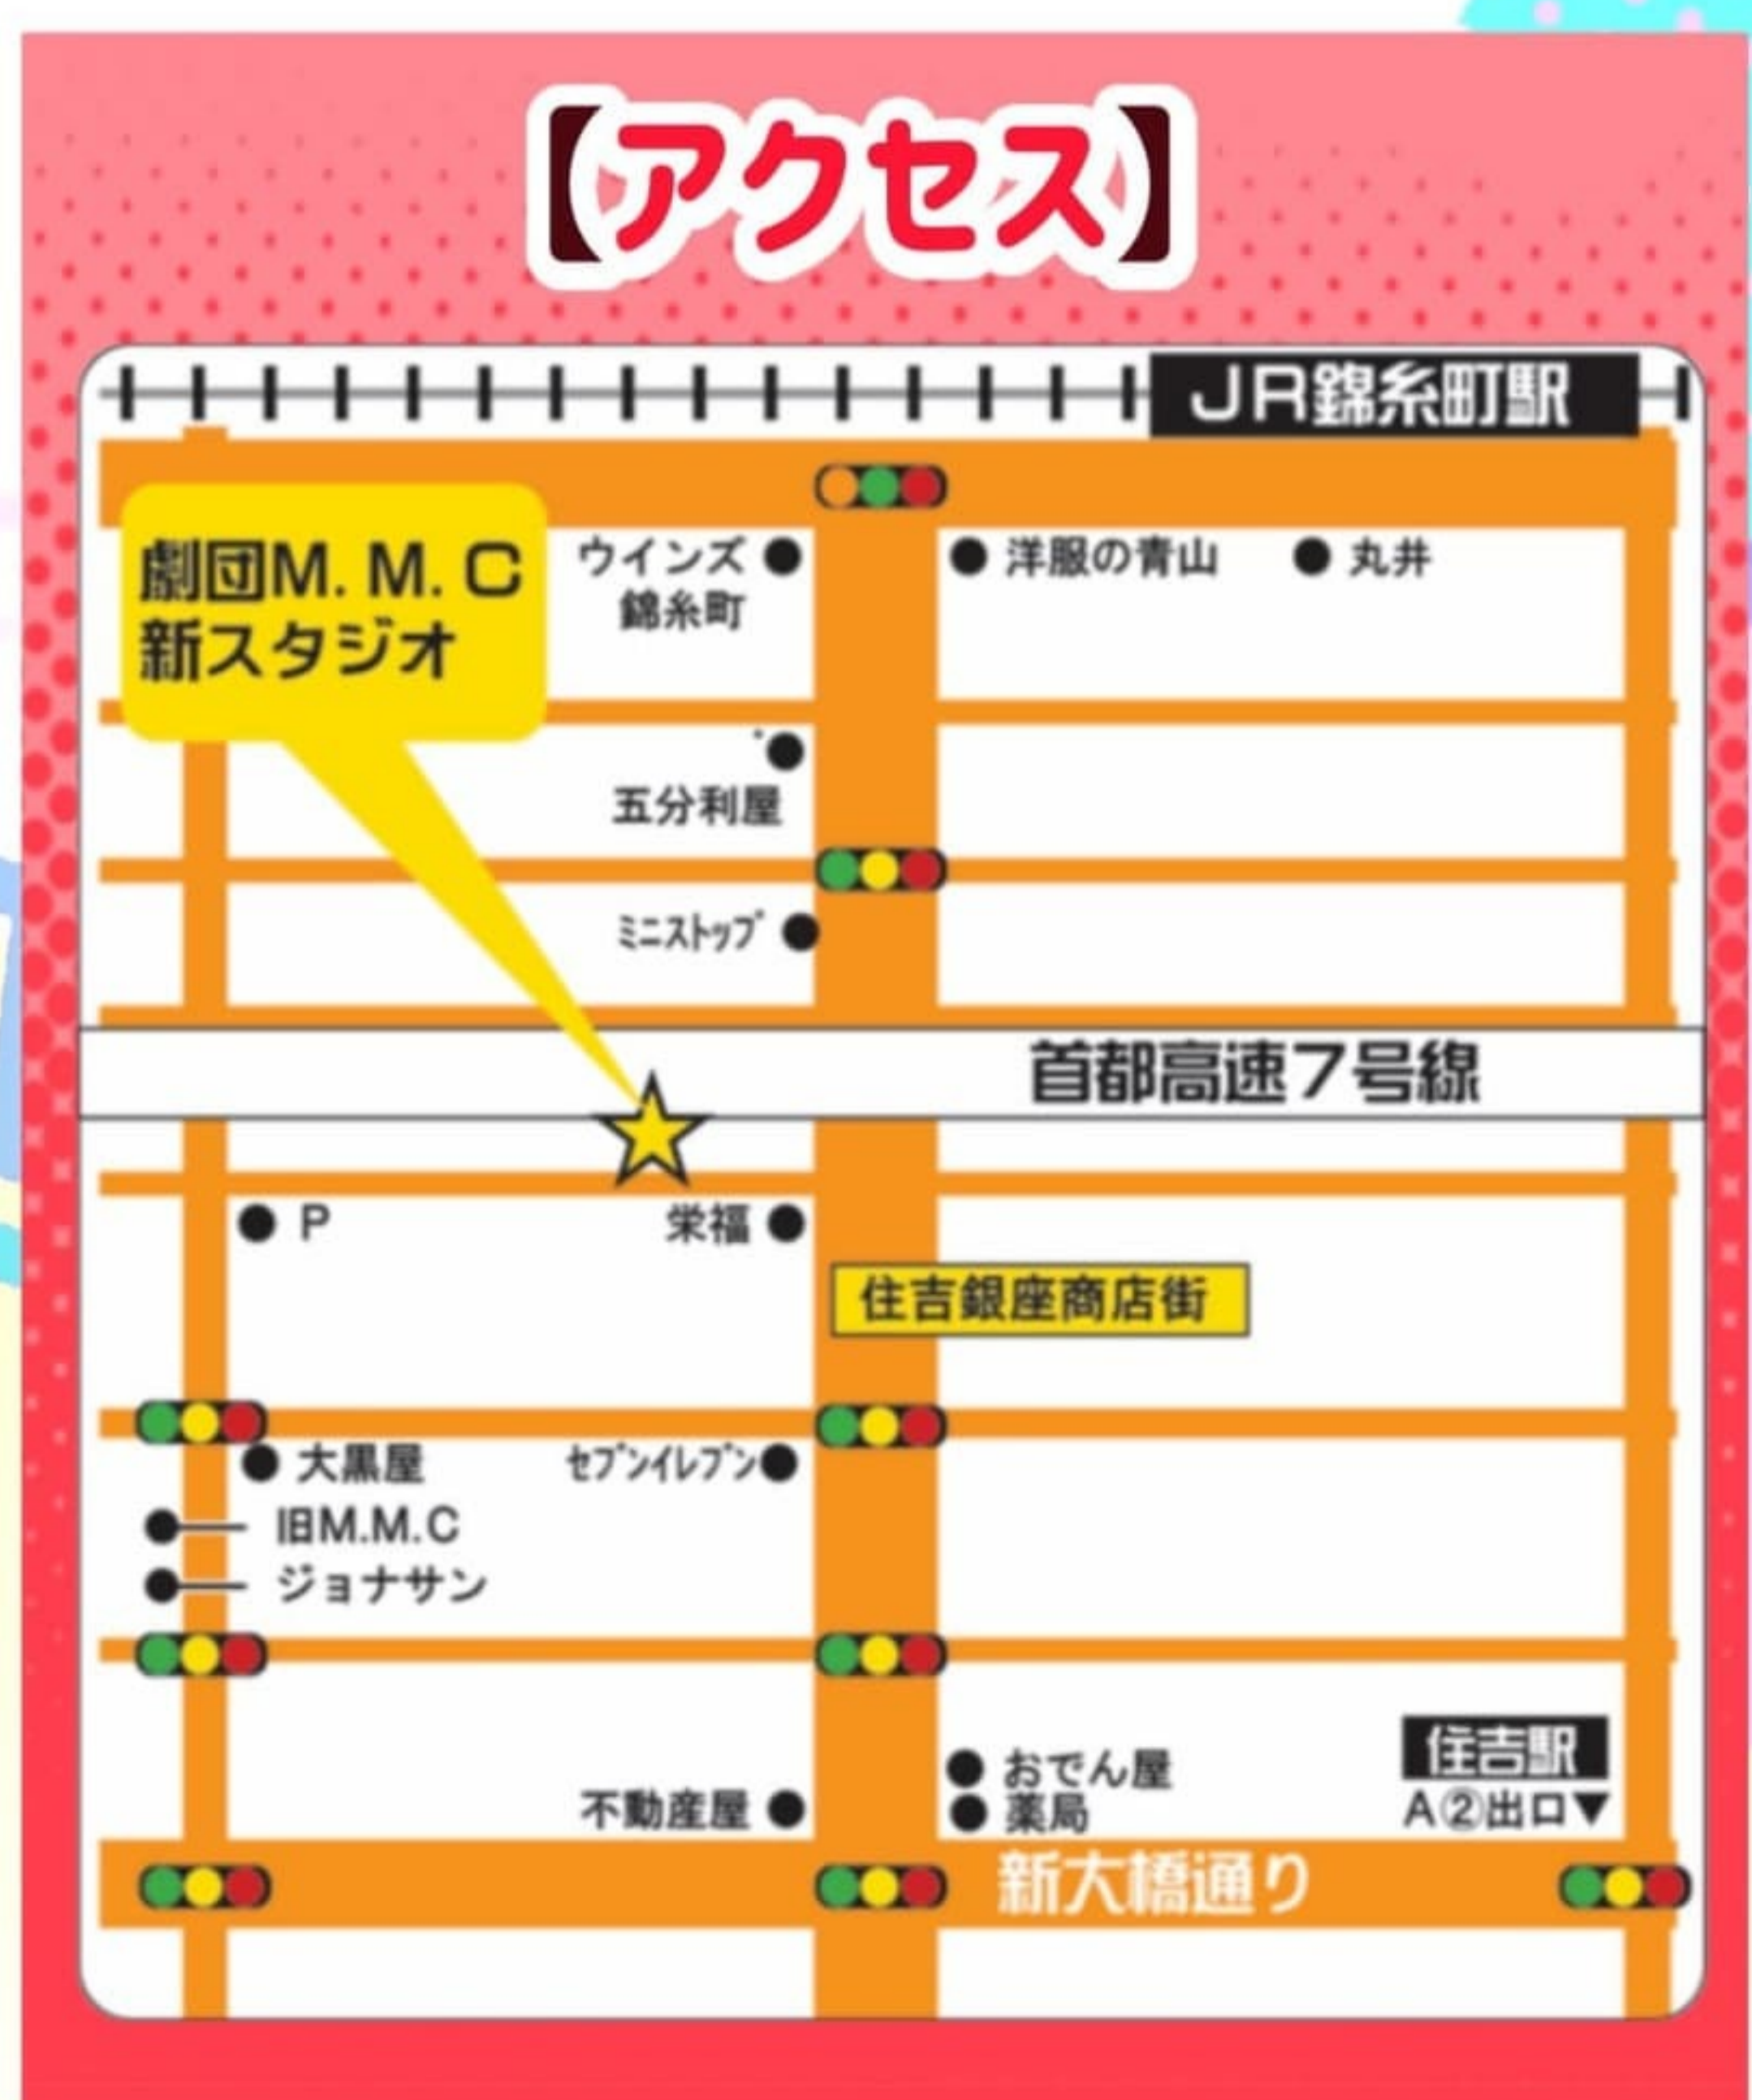 【アクセス】
JR錦糸町駅
劇団M.M.C
新スタジオ
ウインズ
錦糸町
洋服の青山
丸井
五分利屋
ﾐﾆｽﾄｯﾌﾟ
首都高速7号線
P
栄福
住吉銀座商店街
大黒屋
ｾﾌﾞﾝｲﾚﾌﾞﾝ
旧M.M.C
ジョナサン
住吉駅
おでん屋
不動産屋
薬局
A②出口▼
新大橋通り